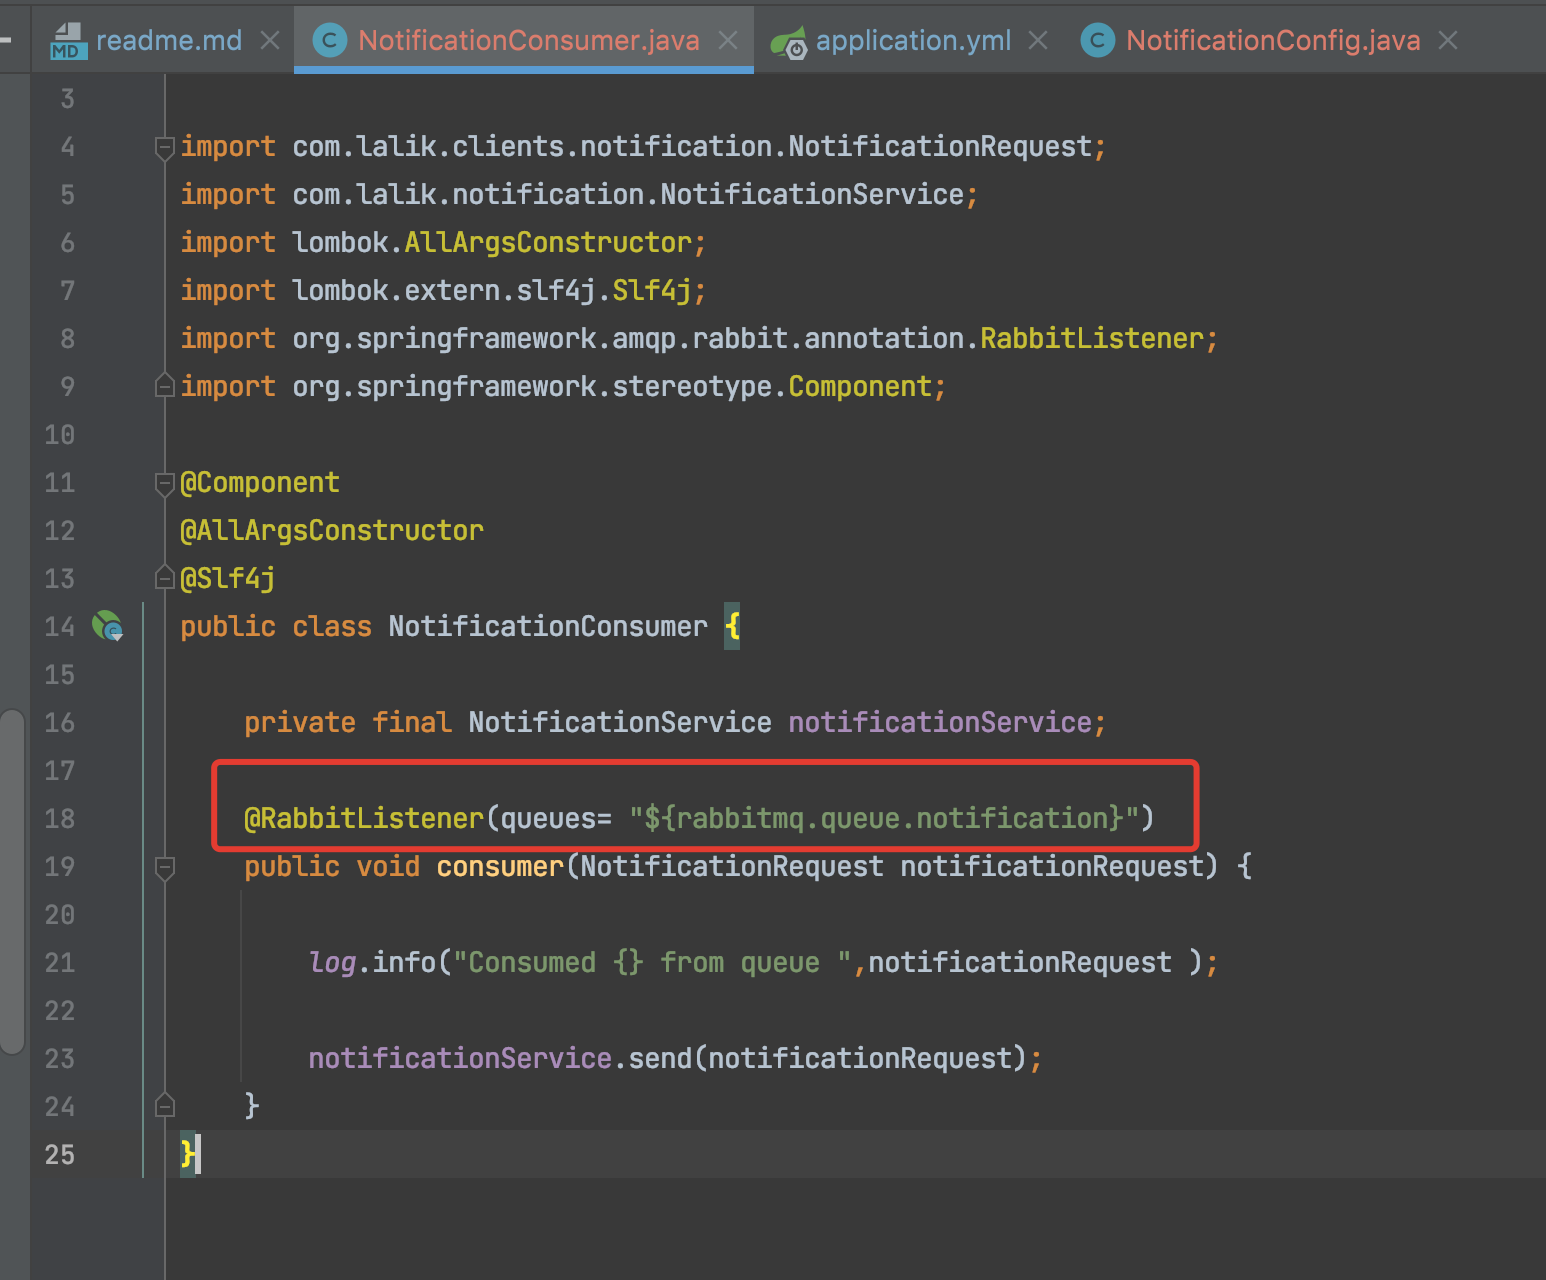 MD readme.md C NotificationConsumer.java application.yml C NotificationConfig.java
3
4 import com.lalik.clients.notification.NotificationRequest;
5 import com.lalik.notification.NotificationService;
6 import lombok.AllArgsConstructor;
7 import lombok.extern.slf4j.Slf4j;
8 import org.springframework.amqp.rabbit.annotation.RabbitListener;
9 import org.springframework.stereotype.Component;
10
11 @Component
12 @AllArgsConstructor
13 @Slf4j
14 public class NotificationConsumer {
15
16 private final NotificationService notificationService;
17
18 @RabbitListener(queues= "${rabbitmq.queue.notification}")
19 public void consumer(NotificationRequest notificationRequest) {
20
21 log.info("Consumed {} from queue ",notificationRequest );
22
23 notificationService.send(notificationRequest);
24 }
25 }